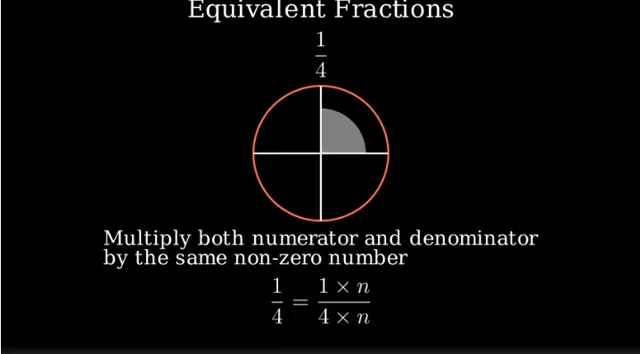 Equivalent Fractions
1
4
Multiply both numerator and denominator
by the same non-zero number
1/4 = 1 × n/4 × n